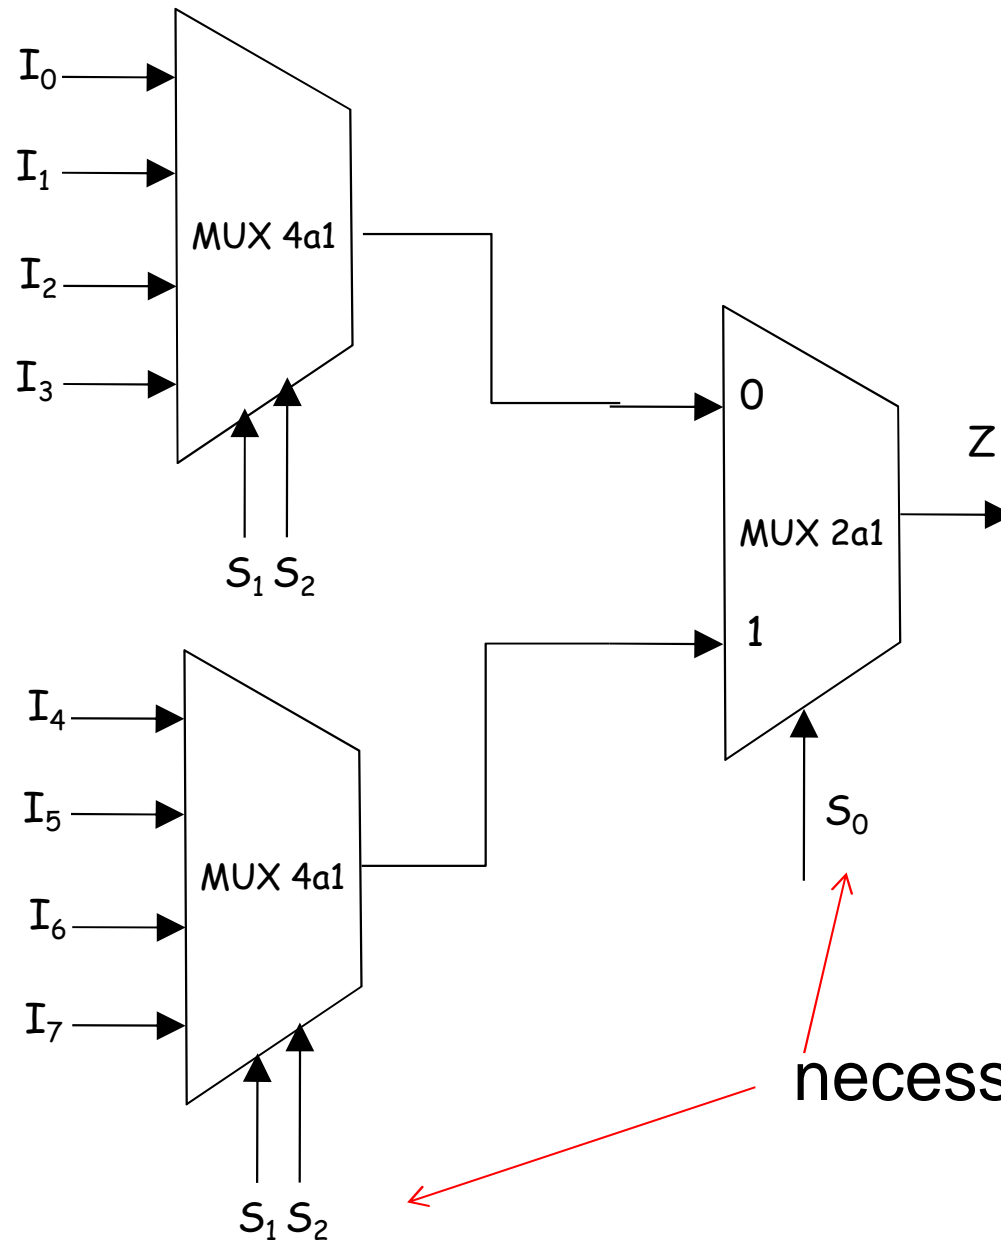 I₀
I₁
MUX 4a1
I₂
I₃
S₁ S₂
0
Z
MUX 2a1
1
S₀
I₄
I₅
MUX 4a1
I₆
I₇
S₁ S₂
necess